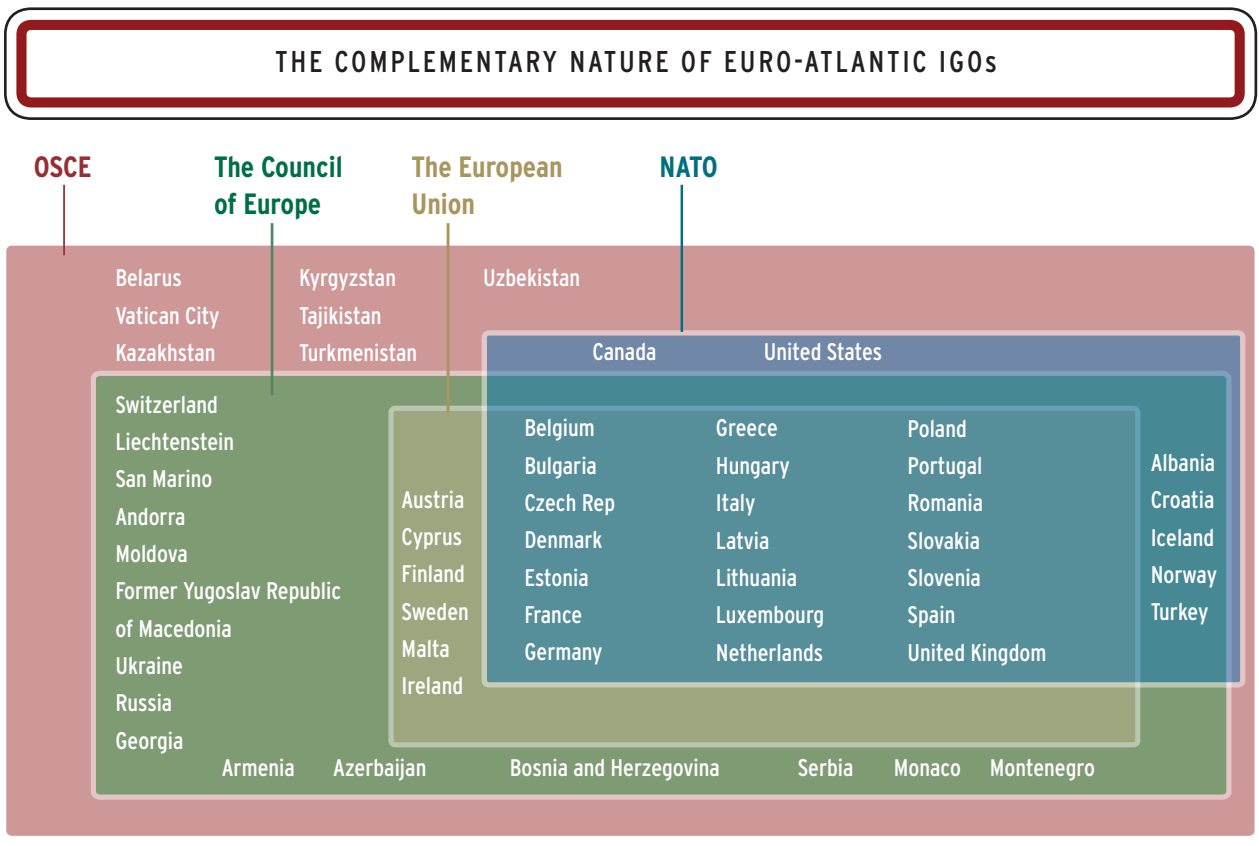 THE COMPLEMENTARY NATURE OF EURO-ATLANTIC IGOs
OSCE
The Council
of Europe
The European
Union
NATO
Belarus
Vatican City
Kazakhstan
Kyrgyzstan
Tajikistan
Turkmenistan
Uzbekistan
Canada
United States
Switzerland
Liechtenstein
San Marino
Andorra
Moldova
Former Yugoslav Republic
of Macedonia
Ukraine
Russia
Georgia
Austria
Cyprus
Finland
Sweden
Malta
Ireland
Belgium
Bulgaria
Czech Rep
Denmark
Estonia
France
Germany
Greece
Hungary
Italy
Latvia
Lithuania
Luxembourg
Netherlands
Poland
Portugal
Romania
Slovakia
Slovenia
Spain
United Kingdom
Albania
Croatia
Iceland
Norway
Turkey
Armenia
Azerbaijan
Bosnia and Herzegovina
Serbia
Monaco
Montenegro